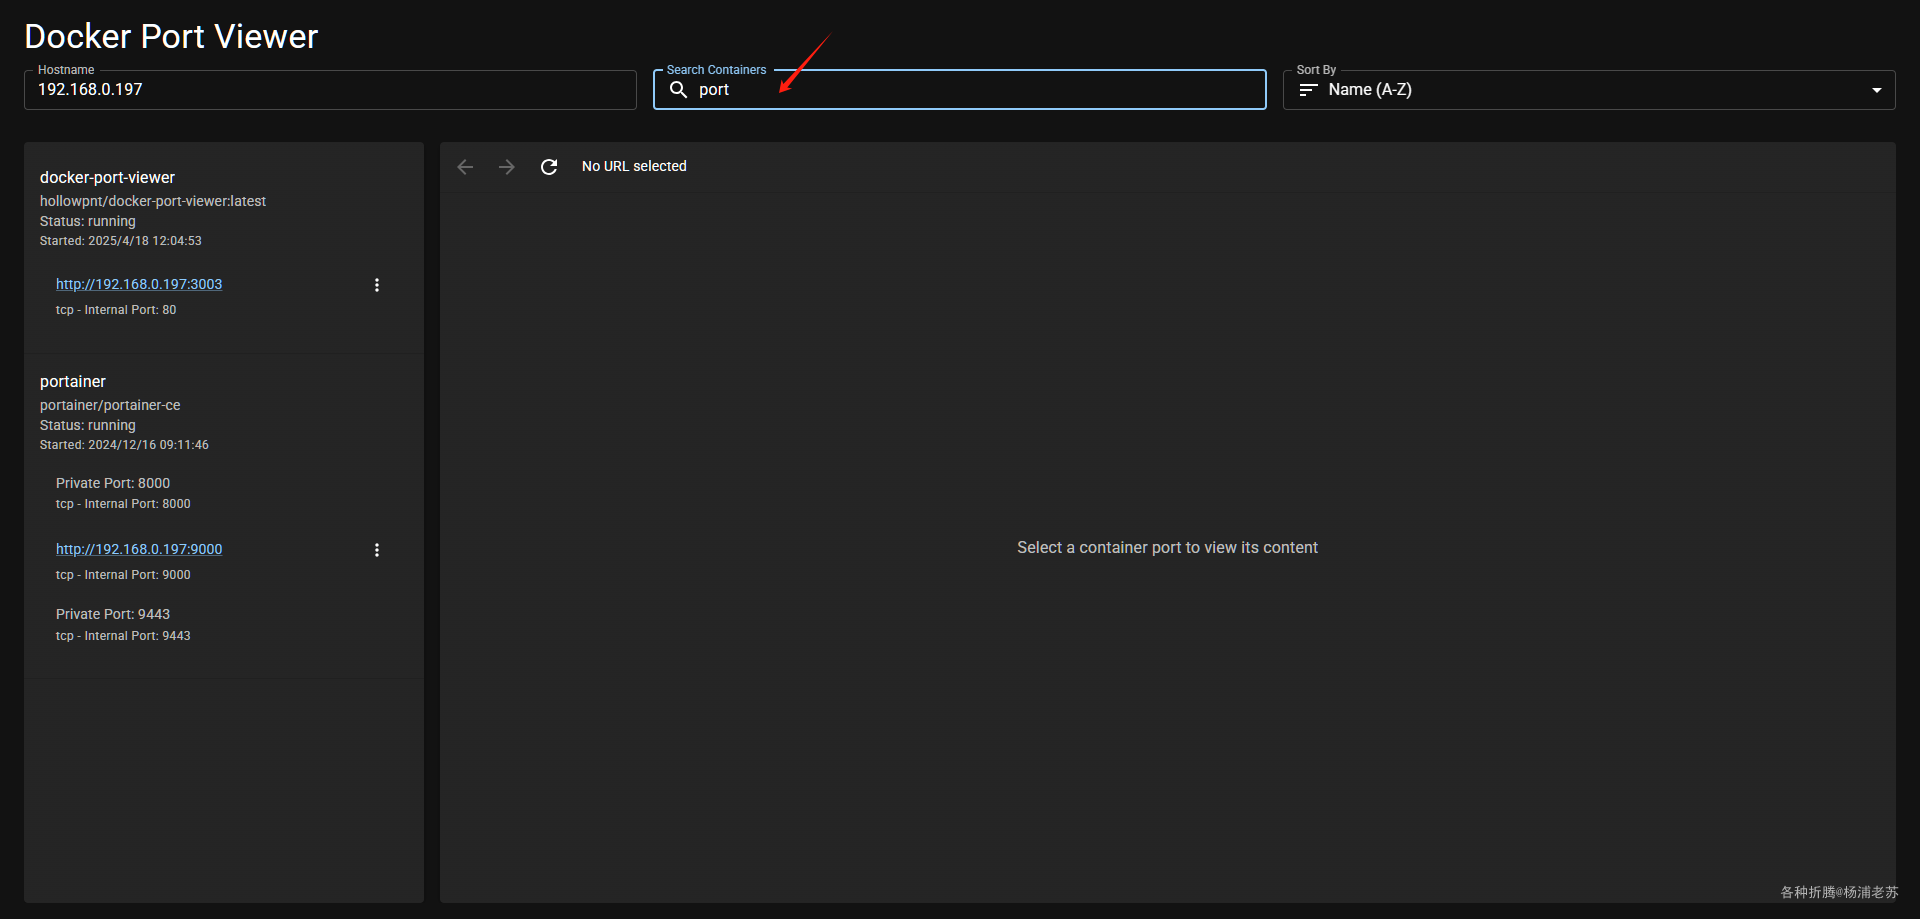 Docker Port Viewer
Hostname
192.168.0.197
Search Containers
port
Sort By
Name (A-Z)
docker-port-viewer
hollowpnt/docker-port-viewer:latest
Status: running
Started: 2025/4/18 12:04:53
http://192.168.0.197:3003
tcp - Internal Port: 80
portainer
portainer/portainer-ce
Status: running
Started: 2024/12/16 09:11:46
Private Port: 8000
tcp - Internal Port: 8000
http://192.168.0.197:9000
tcp - Internal Port: 9000
Private Port: 9443
tcp - Internal Port: 9443
No URL selected
Select a container port to view its content
各种折腾@杨浦老苏